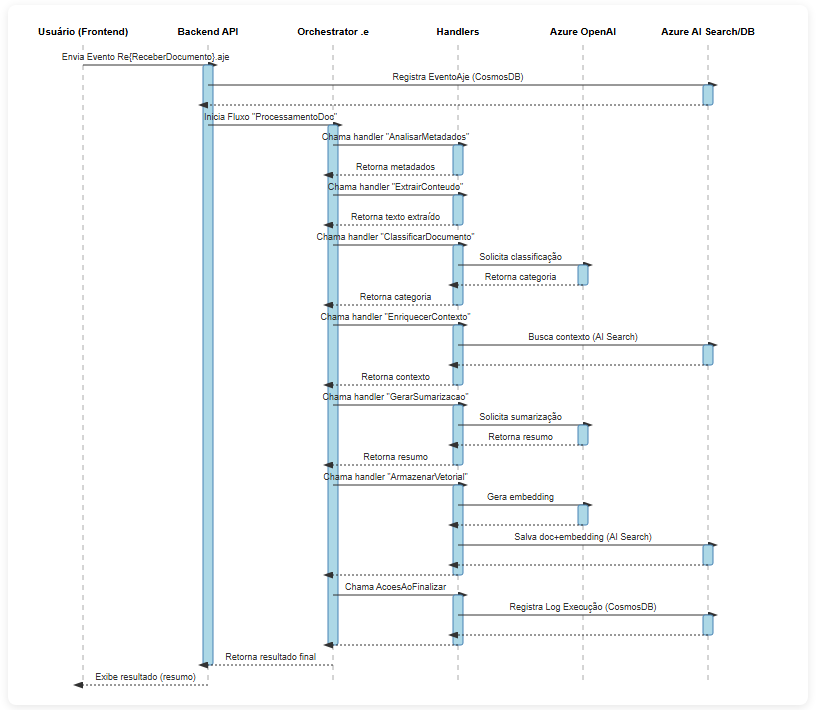 Usuário (Frontend)
Backend API
Orchestrator .e
Handlers
Azure OpenAI
Azure AI Search/DB
Envia Evento Re{ReceberDocumento}.aje
Registra EventoAje (CosmosDB)
Inicia Fluxo "ProcessamentoDoc"
Chama handler "AnalisarMetadados"
Retorna metadados
Chama handler "ExtrairConteudo"
Retorna texto extraído
Chama handler "ClassificarDocumento"
Solicita classificação
Retorna categoria
Retorna categoria
Chama handler "EnriquecerContexto"
Busca contexto (AI Search)
Retorna contexto
Chama handler "GerarSumarizacao"
Solicita sumarização
Retorna resumo
Retorna resumo
Chama handler "ArmazenarVetorial"
Gera embedding
Salva doc+embedding (AI Search)
Chama AcoesAoFinalizar
Registra Log Execução (CosmosDB)
Retorna resultado final
Exibe resultado (resumo)